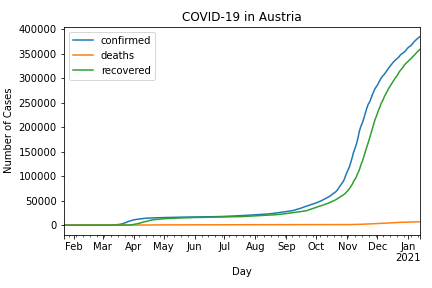 COVID-19 in Austria
confirmed
deaths
recovered
Number of Cases
400000
350000
300000
250000
200000
150000
100000
50000
0
Feb Mar Apr May Jun Jul Aug Sep Oct Nov Dec Jan
2021
Day